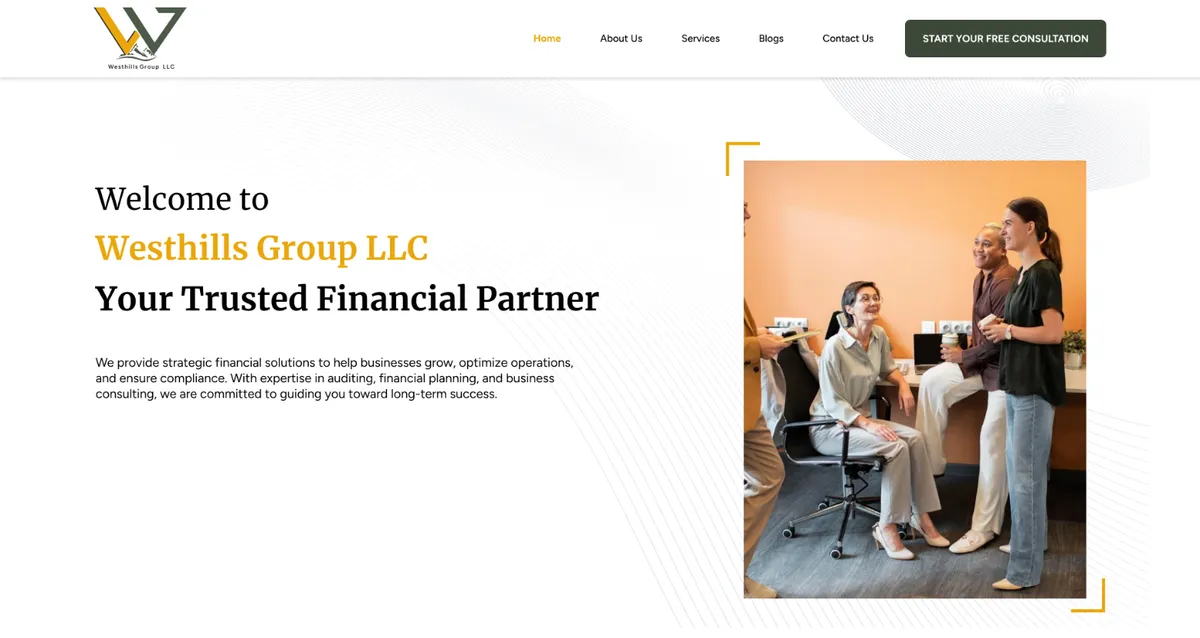 Westhills Group LLC
Home
About Us
Services
Blogs
Contact Us
START YOUR FREE CONSULTATION
Welcome to
Westhills Group LLC
Your Trusted Financial Partner
We provide strategic financial solutions to help businesses grow, optimize operations,
and ensure compliance. With expertise in auditing, financial planning, and business
consulting, we are committed to guiding you toward long-term success.